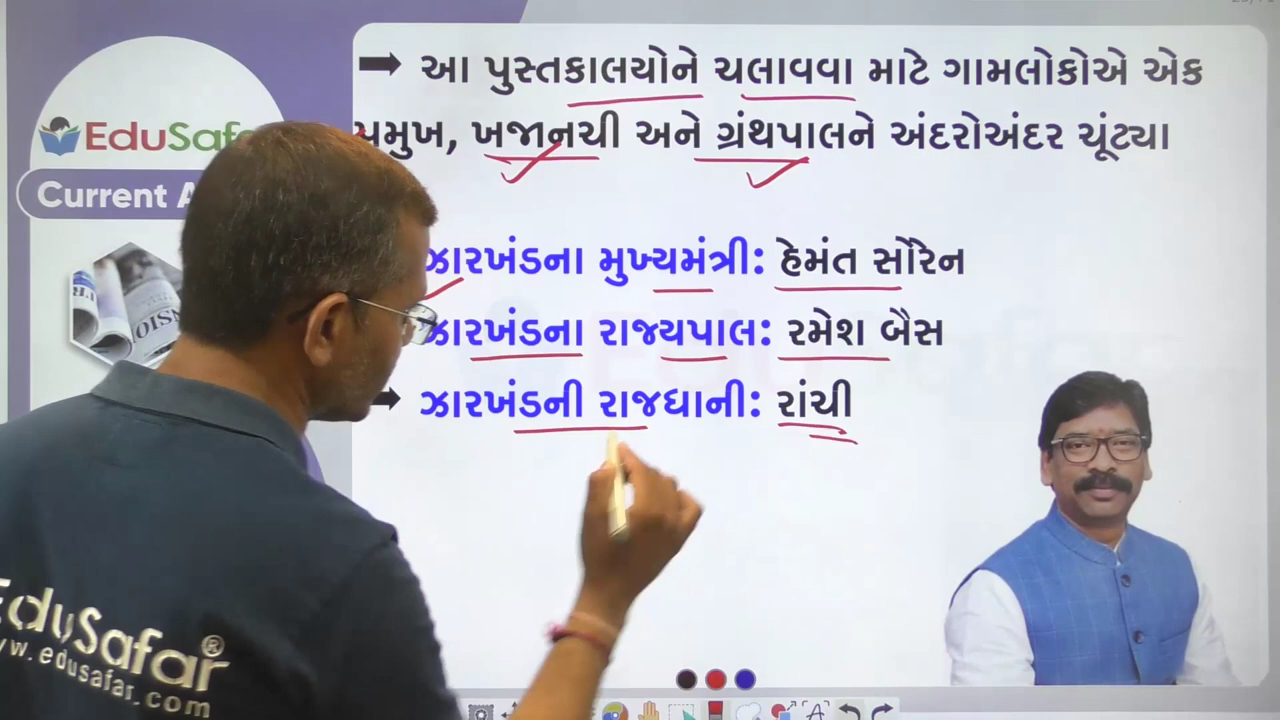 આ પુસ્તકાલયોને ચલાવવા માટે ગામલોકોએ એક
પ્રમુખ, ખજાનચી અને ગ્રંથપાલને અંદરોઅંદર ચૂંટ્યા
EduSafar
Current
ઝારખંડના મુખ્યમંત્રી: હેમંત સોરેન
ઝારખંડના રાજ્યપાલ: રમેશ બૈસ
ઝારખંડની રાજધાની: રાંચી
EduSafar®
www.edusafar.com